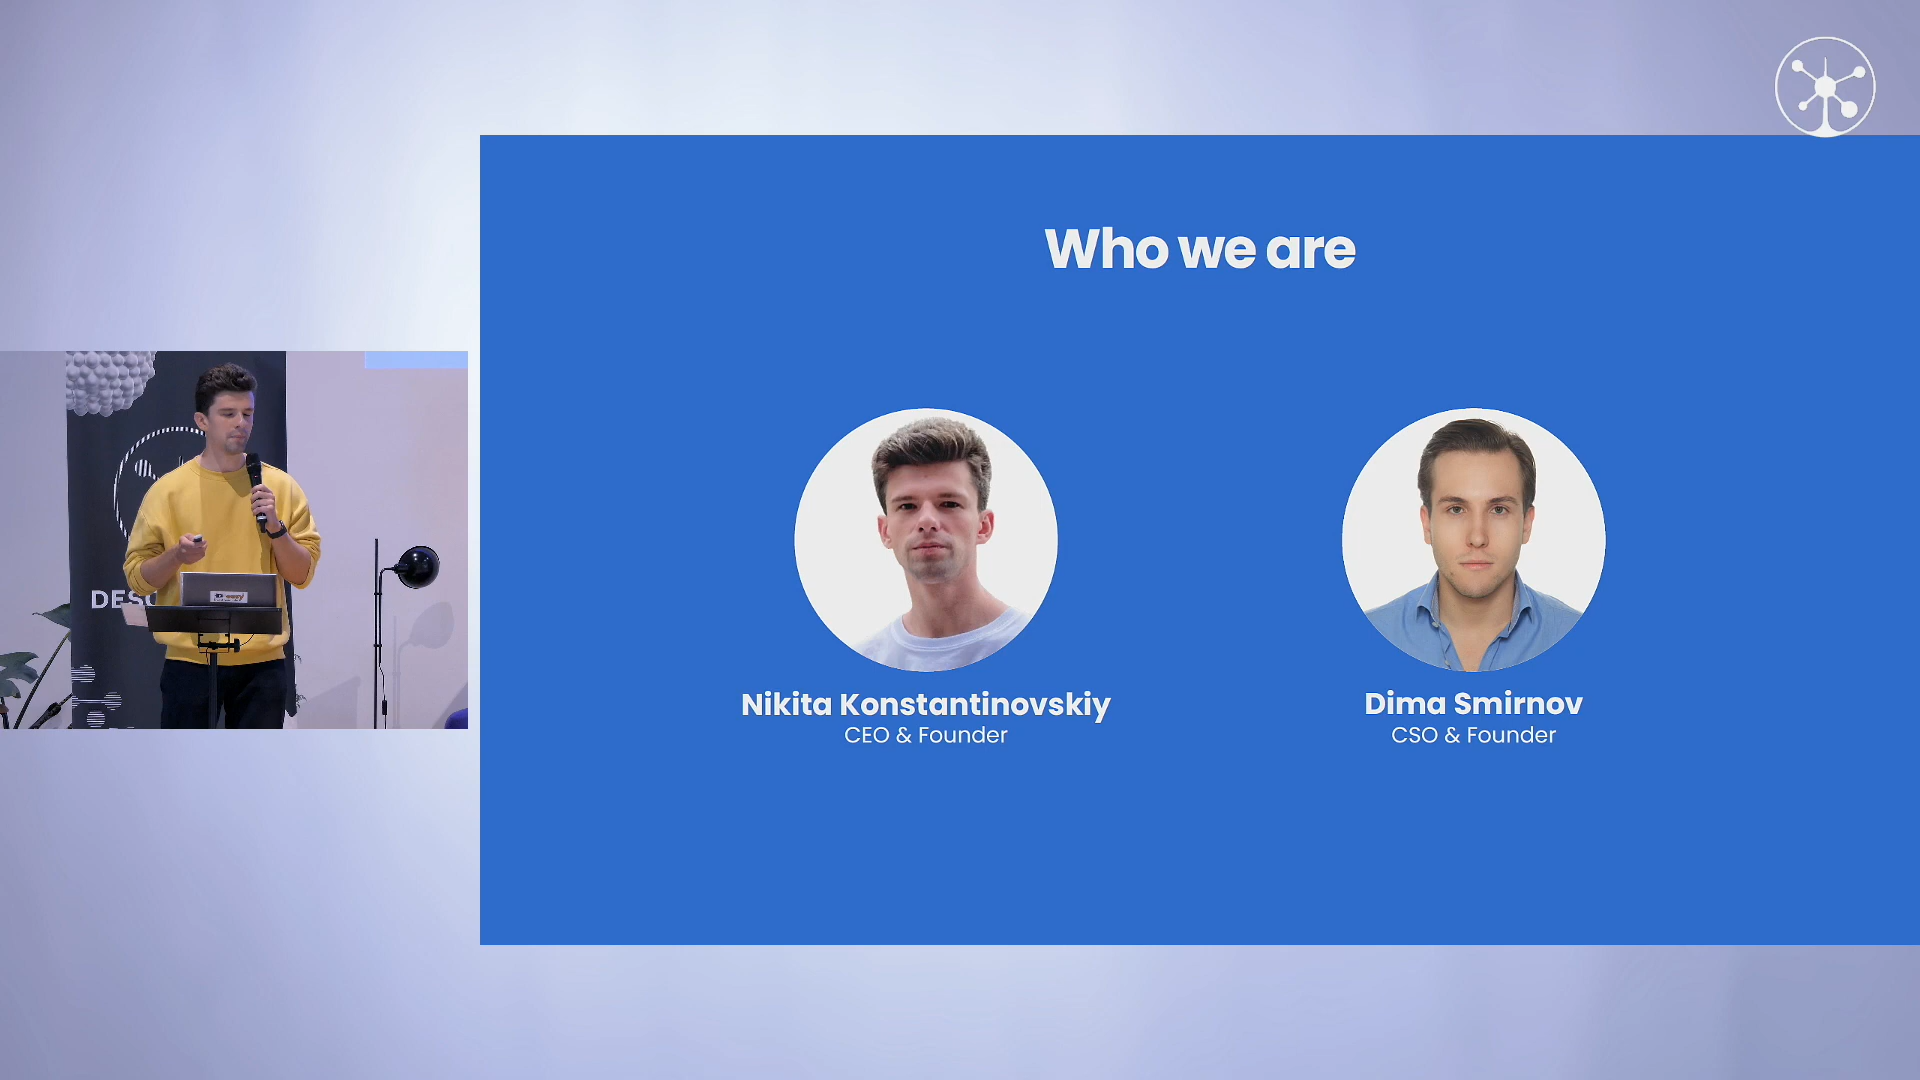 Who we are
Nikita Konstantinovskiy
CEO & Founder
Dima Smirnov
CSO & Founder